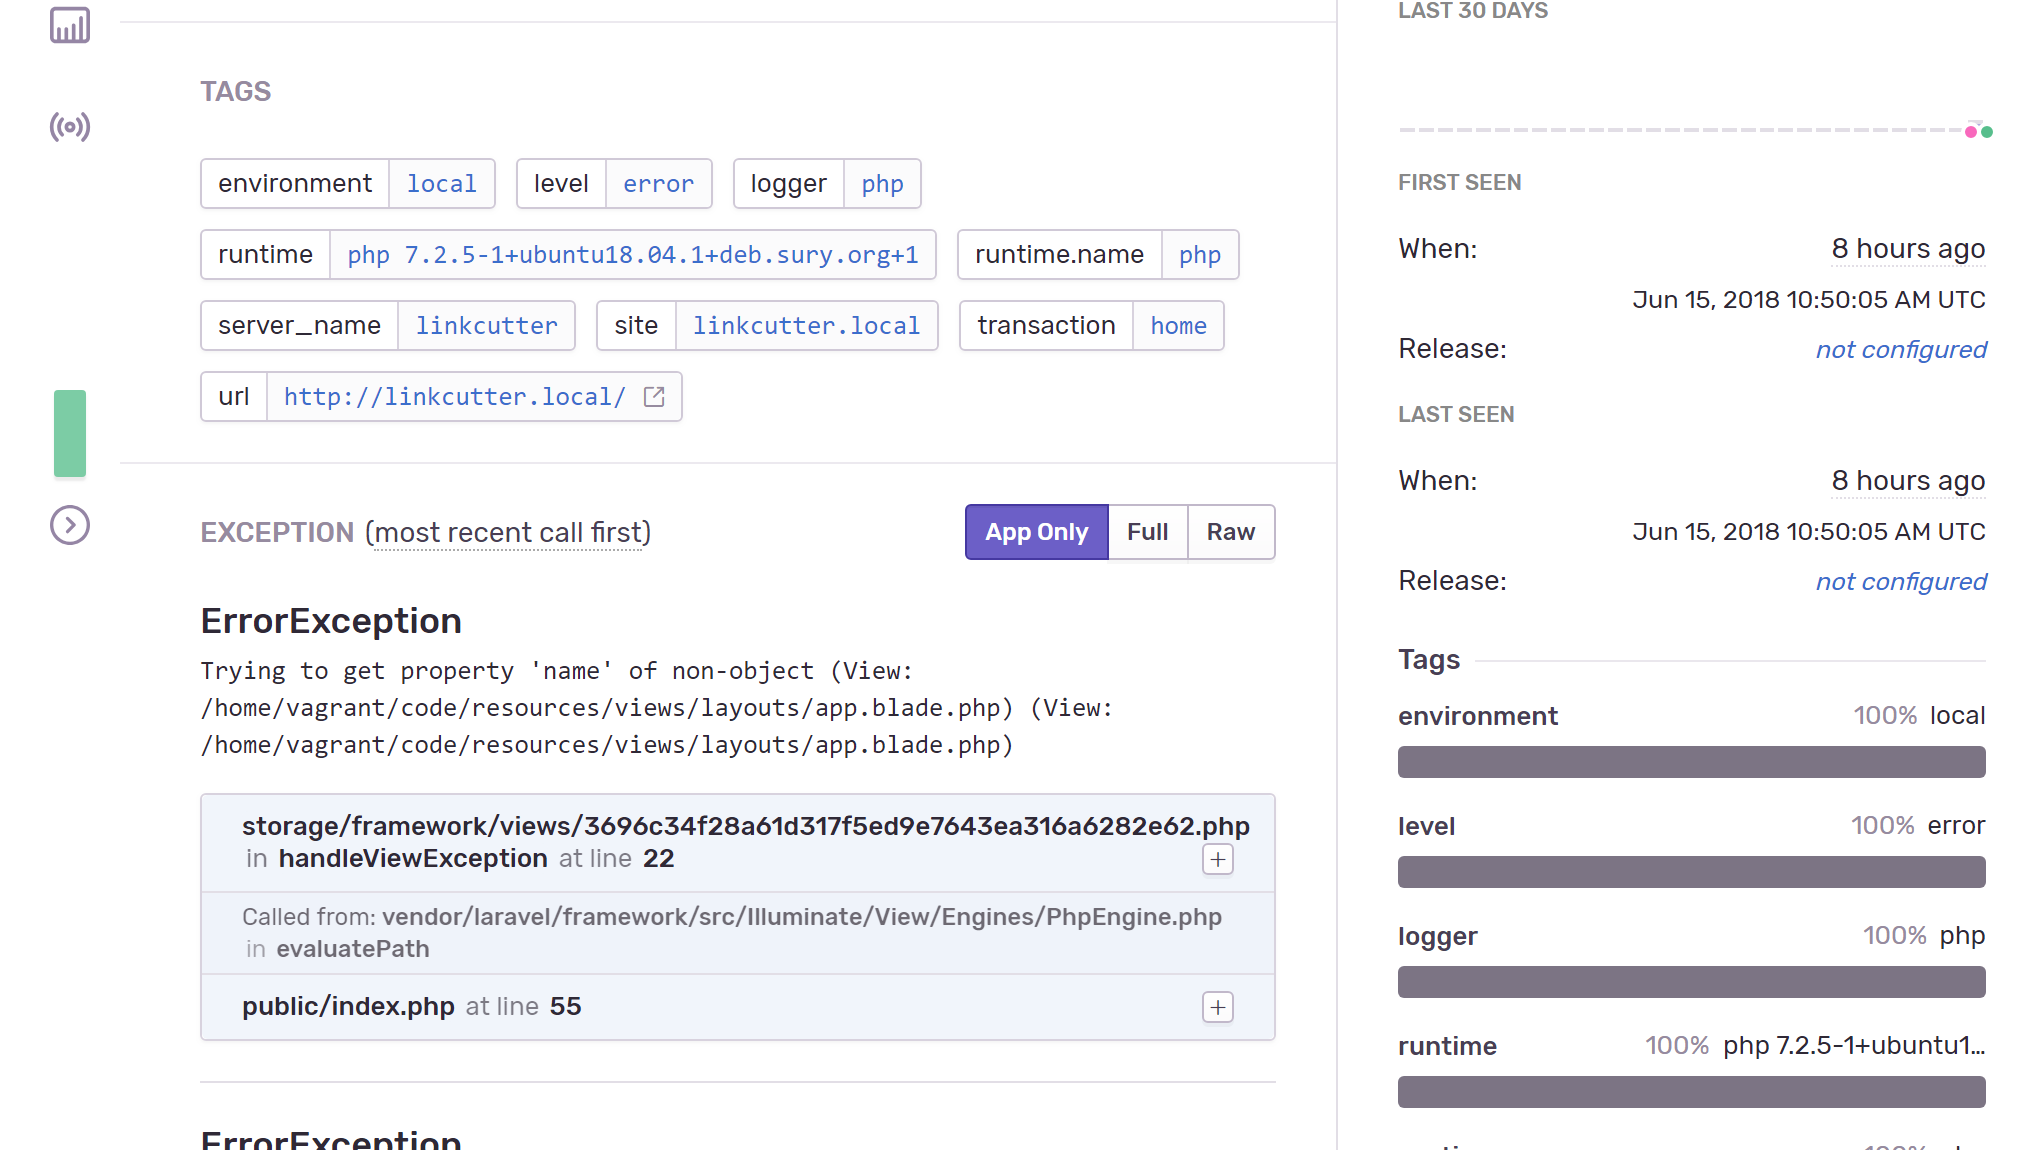 TAGS
environment local level error logger php
runtime php 7.2.5-1+ubuntu18.04.1+deb.sury.org+1 runtime.name php
server_name linkcutter site linkcutter.local transaction home
url http://linkcutter.local/
EXCEPTION (most recent call first) App Only Full Raw
ErrorException
Trying to get property 'name' of non-object (View:
/home/vagrant/code/resources/views/layouts/app.blade.php) (View:
/home/vagrant/code/resources/views/layouts/app.blade.php)
storage/framework/views/3696c34f28a61d317f5ed9e7643ea316a6282e62.php
in handleViewException at line 22
Called from: vendor/laravel/framework/src/Illuminate/View/Engines/PhpEngine.php
in evaluatePath
public/index.php at line 55
ErrorException
LAST 30 DAYS
FIRST SEEN
When: 8 hours ago
Jun 15, 2018 10:50:05 AM UTC
Release: not configured
LAST SEEN
When: 8 hours ago
Jun 15, 2018 10:50:05 AM UTC
Release: not configured
Tags
environment 100% local
level 100% error
logger 100% php
runtime 100% php 7.2.5-1+ubuntu1...